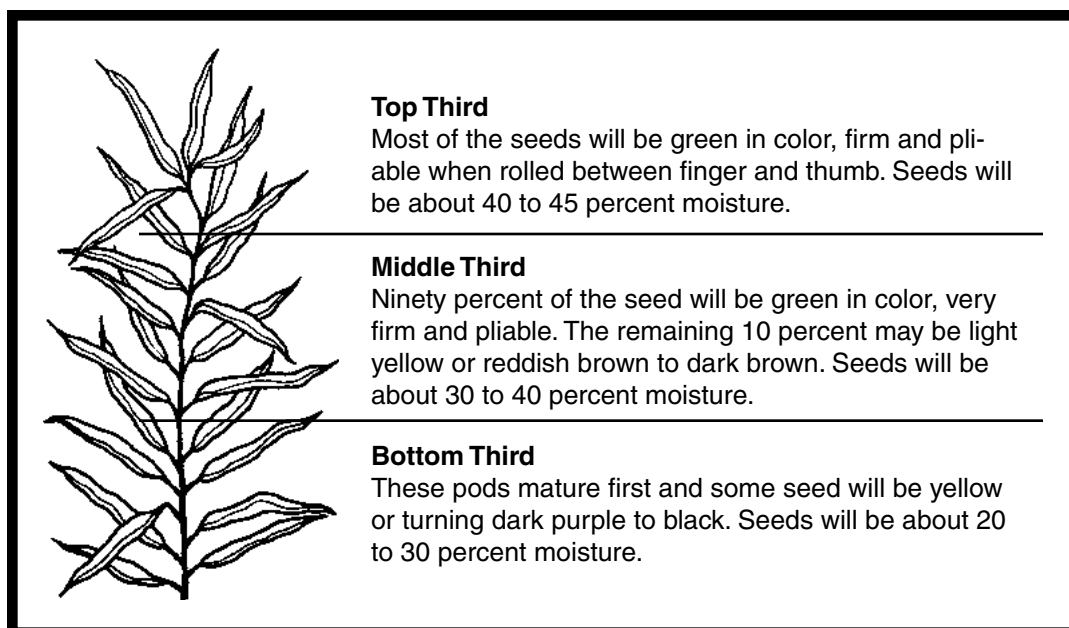 Top Third
Most of the seeds will be green in color, firm and pli-
able when rolled between finger and thumb. Seeds will
be about 40 to 45 percent moisture.
Middle Third
Ninety percent of the seed will be green in color, very
firm and pliable. The remaining 10 percent may be light
yellow or reddish brown to dark brown. Seeds will be
about 30 to 40 percent moisture.
Bottom Third
These pods mature first and some seed will be yellow
or turning dark purple to black. Seeds will be about 20
to 30 percent moisture.